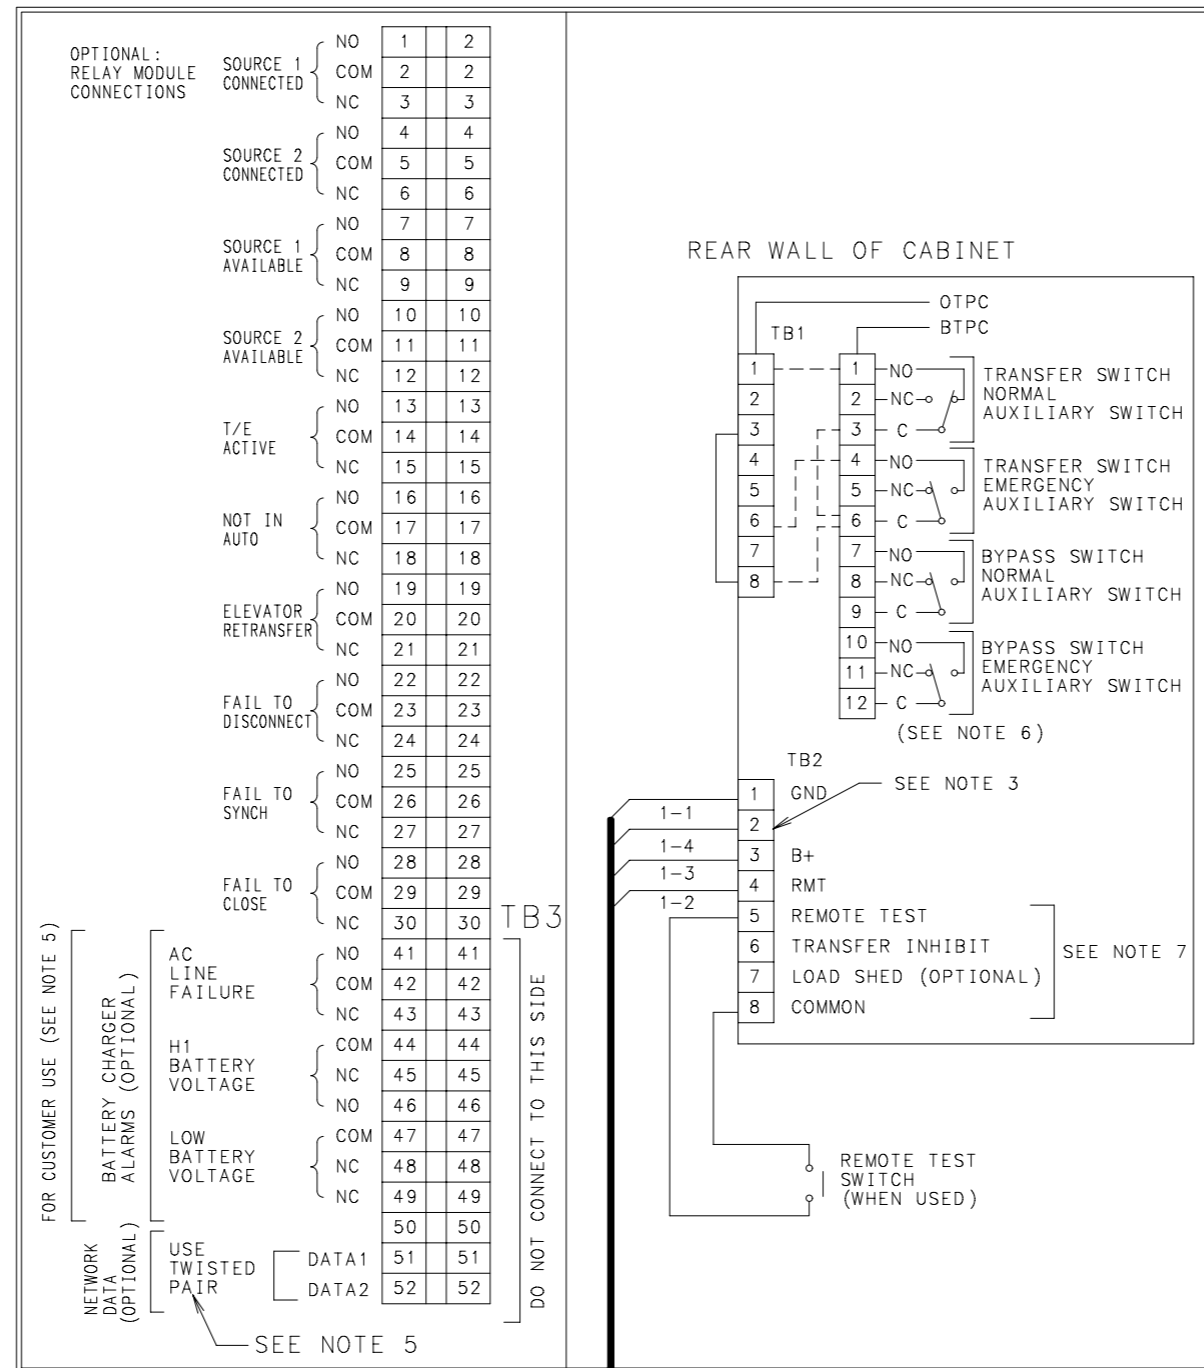 OPTIONAL:
RELAY MODULE
CONNECTIONS
SOURCE 1
CONNECTED
NO 1 2
COM 2 2
NC 3 3
SOURCE 2
CONNECTED
NO 4 4
COM 5 5
NC 6 6
SOURCE 1
AVAILABLE
NO 7 7
COM 8 8
NC 9 9
SOURCE 2
AVAILABLE
NO 10 10
COM 11 11
NC 12 12
T/E
ACTIVE
NO 13 13
COM 14 14
NC 15 15
NOT IN
AUTO
NO 16 16
COM 17 17
NC 18 18
ELEVATOR
RETRANSFER
NO 19 19
COM 20 20
NC 21 21
FAIL TO
DISCONNECT
NO 22 22
COM 23 23
NC 24 24
FAIL TO
SYNCH
NO 25 25
COM 26 26
NC 27 27
FAIL TO
CLOSE
NO 28 28
COM 29 29
NC 30 30
TB3
FOR CUSTOMER USE (SEE NOTE 5)
BATTERY CHARGER
ALARMS (OPTIONAL)
AC
LINE
FAILURE
NO 41 41
COM 42 42
NC 43 43
H1
BATTERY
VOLTAGE
COM 44 44
NC 45 45
NO 46 46
LOW
BATTERY
VOLTAGE
COM 47 47
NC 48 48
NC 49 49
50 50
NETWORK
DATA
(OPTIONAL)
USE
TWISTED
PAIR
DATA1 51 51
DATA2 52 52
DO NOT CONNECT TO THIS SIDE
SEE NOTE 5
REAR WALL OF CABINET
OTPC
BTPC
TB1
1
2
3
4
5
6
7
8
1 NO
2 NC
3 C
TRANSFER SWITCH
NORMAL
AUXILIARY SWITCH
4 NO
5 NC
6 C
TRANSFER SWITCH
EMERGENCY
AUXILIARY SWITCH
7 NO
8 NC
9 C
BYPASS SWITCH
NORMAL
AUXILIARY SWITCH
10 NO
11 NC
12 C
BYPASS SWITCH
EMERGENCY
AUXILIARY SWITCH
(SEE NOTE 6)
TB2
SEE NOTE 3
1 GND
1-1
2
1-4
3 B+
1-3
4 RMT
1-2
5 REMOTE TEST
6 TRANSFER INHIBIT
7 LOAD SHED (OPTIONAL)
8 COMMON
SEE NOTE 7
REMOTE TEST
SWITCH
(WHEN USED)